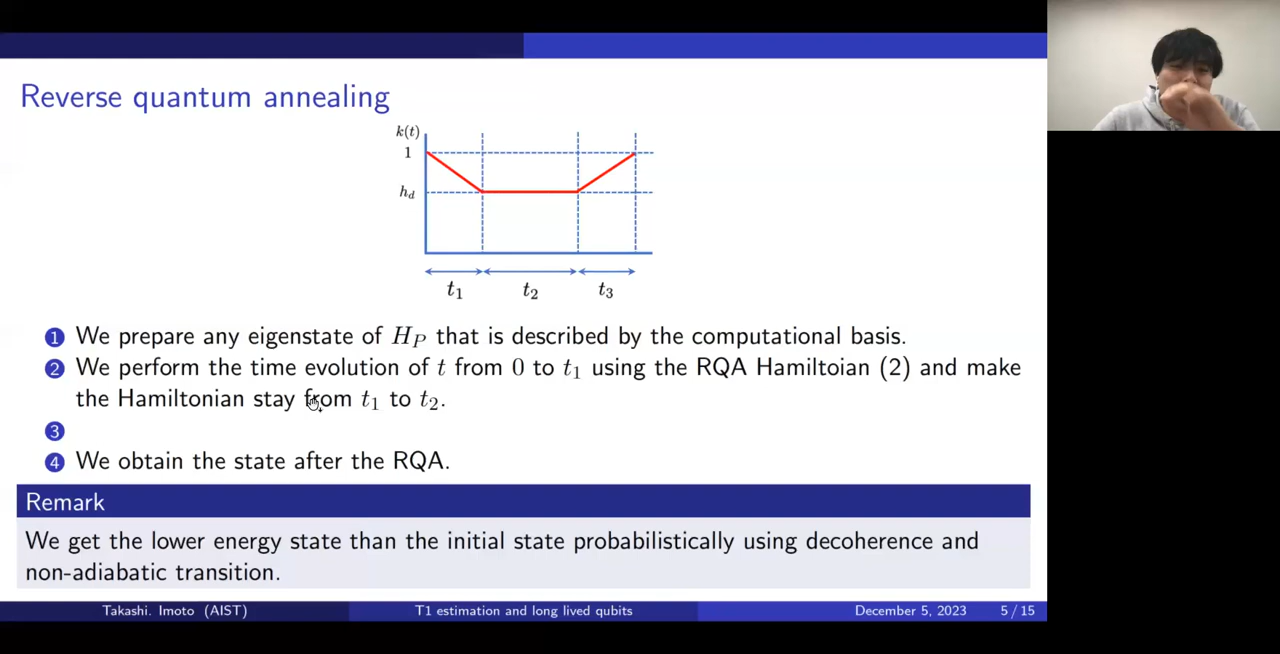 Reverse quantum annealing
k(t)
1
h_d
t_1 t_2 t_3
1 We prepare any eigenstate of H_P that is described by the computational basis.
2 We perform the time evolution of t from 0 to t_1 using the RQA Hamiltoian (2) and make
the Hamiltonian stay from t_1 to t_2.
3
4 We obtain the state after the RQA.
Remark
We get the lower energy state than the initial state probabilistically using decoherence and
non-adiabatic transition.
Takashi. Imoto (AIST) T1 estimation and long lived qubits December 5, 2023 5 / 15